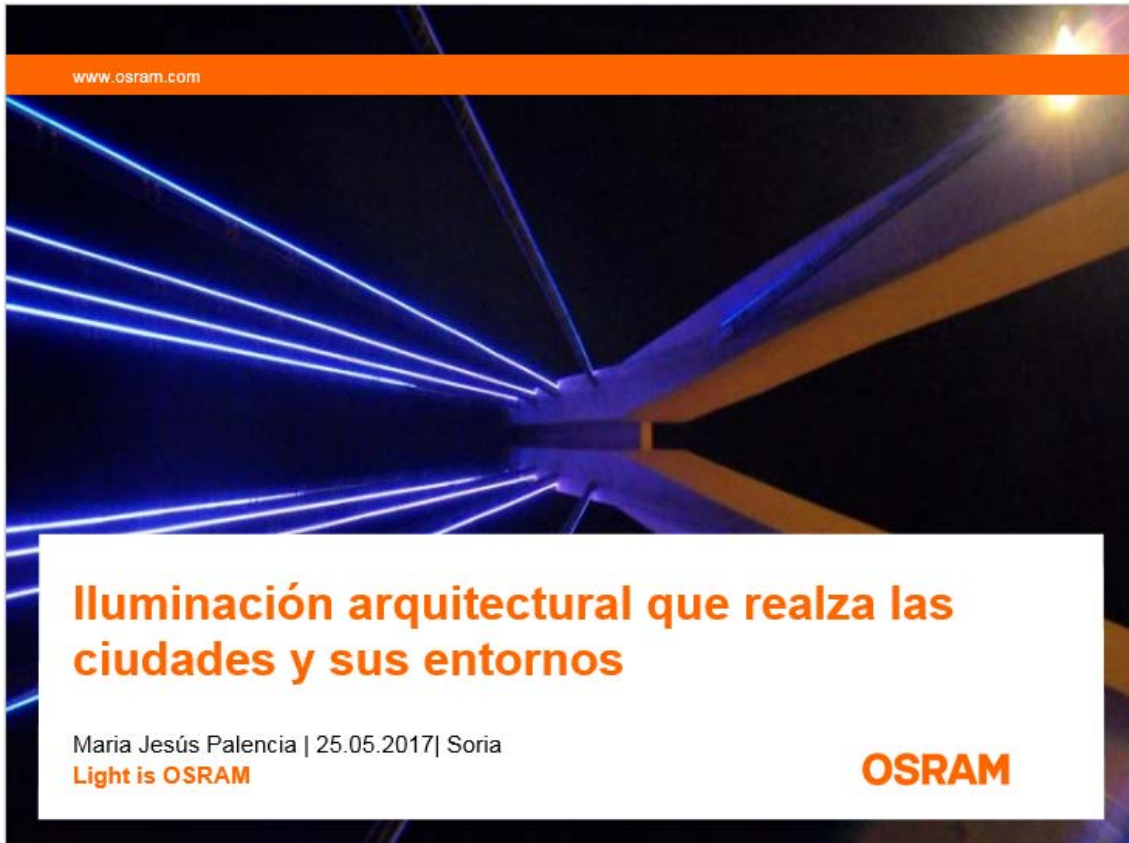 www.osram.com
Iluminación arquitectural que realza las
ciudades y sus entornos
Maria Jesús Palencia | 25.05.2017| Soria
Light is OSRAM
OSRAM